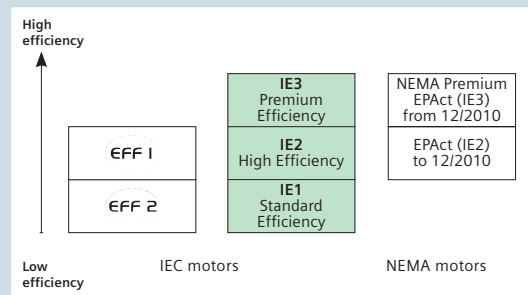 High
efficiency
IE3
Premium
Efficiency
NEMA Premium
EPAct (IE3)
from 12/2010
EFF 1
IE2
High Efficiency
EPAct (IE2)
to 12/2010
EFF 2
IE1
Standard
Efficiency
Low
efficiency
IEC motors
NEMA motors